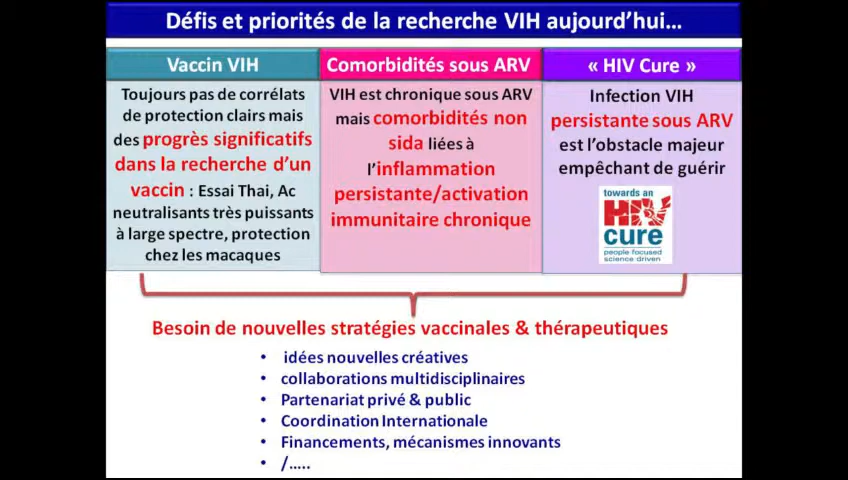 Défis et priorités de la recherche VIH aujourd’hui…
Vaccin VIH
Toujours pas de corrélats
de protection clairs mais
des progrès significatifs
dans la recherche d’un
vaccin : Essai Thai, Ac
neutralisants très puissants
à large spectre, protection
chez les macaques
Comorbidités sous ARV
VIH est chronique sous ARV
mais comorbidités non
sida liées à
l’inflammation
persistante/activation
immunitaire chronique
« HIV Cure »
Infection VIH
persistante sous ARV
est l’obstacle majeur
empêchant de guérir
towards an
HIV
cure
people focused
science driven
Besoin de nouvelles stratégies vaccinales & thérapeutiques
• idées nouvelles créatives
• collaborations multidisciplinaires
• Partenariat privé & public
• Coordination Internationale
• Financements, mécanismes innovants
• /…..